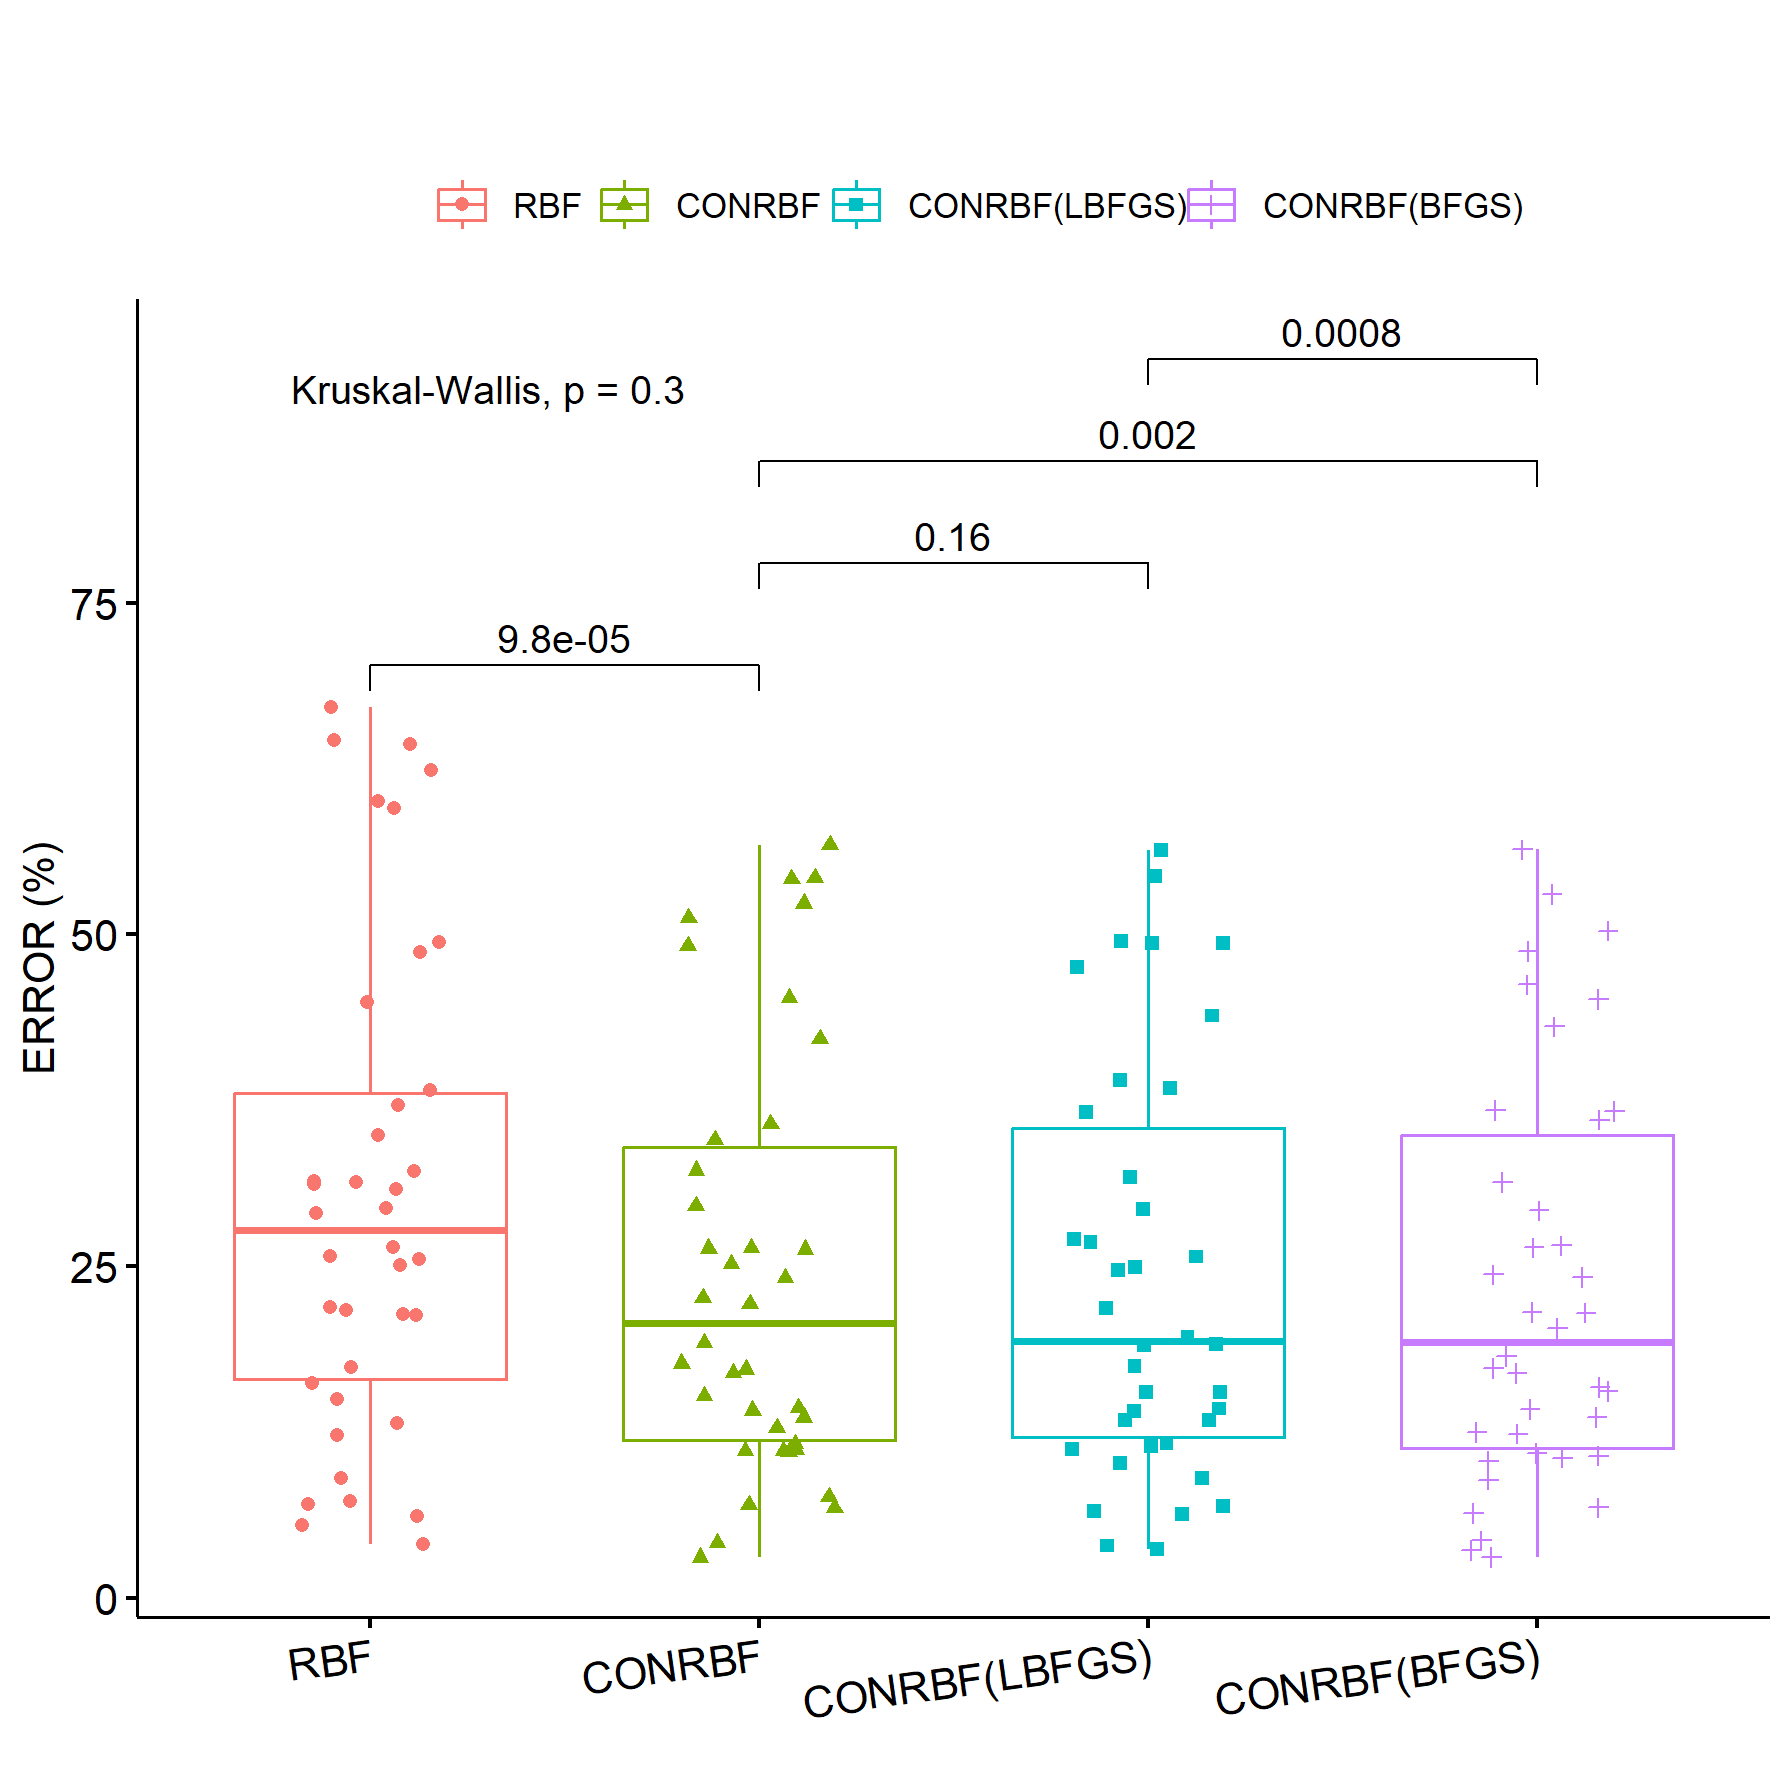 RBF CONRBF CONRBF(LBFGS) CONRBF(BFGS)
0.0008
Kruskal-Wallis, p = 0.3
0.002
0.16
75
9.8e-05
ERROR (%)
50
25
0
RBF CONRBF CONRBF(LBFGS) CONRBF(BFGS)